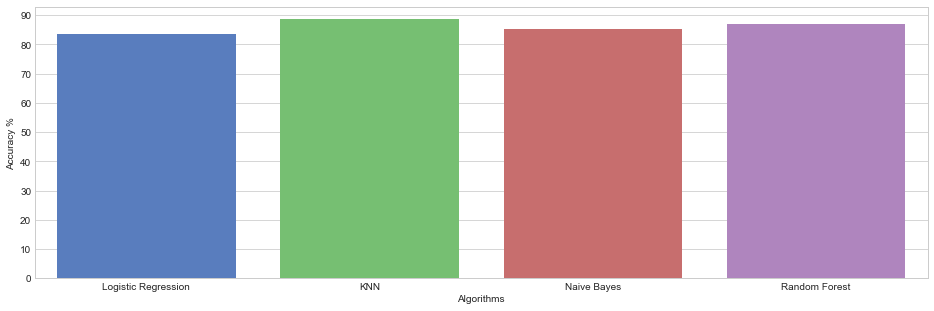 Accuracy %
90
80
70
60
50
40
30
20
10
0
Logistic Regression
KNN
Naive Bayes
Random Forest
Algorithms